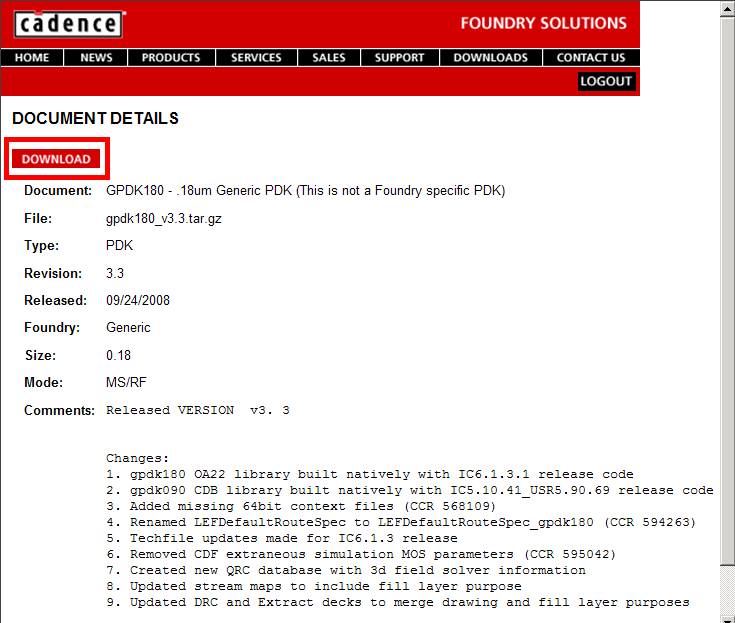 cādence
FOUNDRY SOLUTIONS
HOME NEWS PRODUCTS SERVICES SALES SUPPORT DOWNLOADS CONTACT US
LOGOUT
DOCUMENT DETAILS
DOWNLOAD
Document: GPDK180 - .18um Generic PDK (This is not a Foundry specific PDK)
File: gpdk180_v3.3.tar.gz
Type: PDK
Revision: 3.3
Released: 09/24/2008
Foundry: Generic
Size: 0.18
Mode: MS/RF
Comments: Released VERSION  v3. 3
Changes:
1. gpdk180 OA22 library built natively with IC6.1.3.1 release code
2. gpdk090 CDB library built natively with IC5.10.41_USR5.90.69 release code
3. Added missing 64bit context files (CCR 568109)
4. Renamed LEFDefaultRouteSpec to LEFDefaultRouteSpec_gpdk180 (CCR 594263)
5. Techfile updates made for IC6.1.3 release
6. Removed CDF extraneous simulation MOS parameters (CCR 595042)
7. Created new QRC database with 3d field solver information
8. Updated stream maps to include fill layer purpose
9. Updated DRC and Extract decks to merge drawing and fill layer purposes